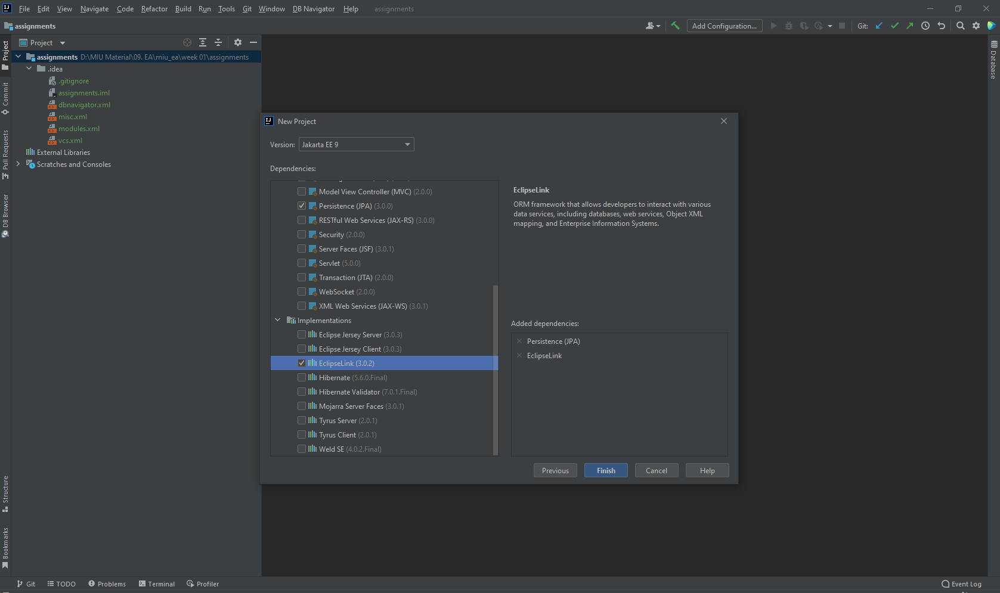 File Edit View Navigate Code Refactor Build Run Tools Git Window DB Navigator Help assignments
assignments
Add Configuration...
Git:
Project
assignments D:\MIU Material\09. EA\miu_ea\week 01\assignments
.idea
.gitignore
assignments.iml
dbnavigator.xml
misc.xml
modules.xml
vcs.xml
External Libraries
Scratches and Consoles
Project
Commit
Pull Requests
DB Browser
Structure
Bookmarks
Database
New Project
Version: Jakarta EE 9
Dependencies:
Model View Controller (MVC) (2.0.0)
Persistence (JPA) (3.0.0)
RESTful Web Services (JAX-RS) (3.0.0)
Security (2.0.0)
Server Faces (JSF) (3.0.1)
Servlet (5.0.0)
Transaction (JTA) (2.0.0)
WebSocket (2.0.0)
XML Web Services (JAX-WS) (3.0.1)
Implementations
Eclipse Jersey Server (3.0.3)
Eclipse Jersey Client (3.0.3)
EclipseLink (3.0.2)
Hibernate (5.6.0.Final)
Hibernate Validator (7.0.1.Final)
Mojarra Server Faces (3.0.1)
Tyrus Server (2.0.1)
Tyrus Client (2.0.1)
Weld SE (4.0.2.Final)
EclipseLink
ORM framework that allows developers to interact with various
data services, including databases, web services, Object XML
mapping, and Enterprise Information Systems.
Added dependencies:
Persistence (JPA)
EclipseLink
Previous Finish Cancel Help
Git TODO Problems Terminal Profiler Event Log